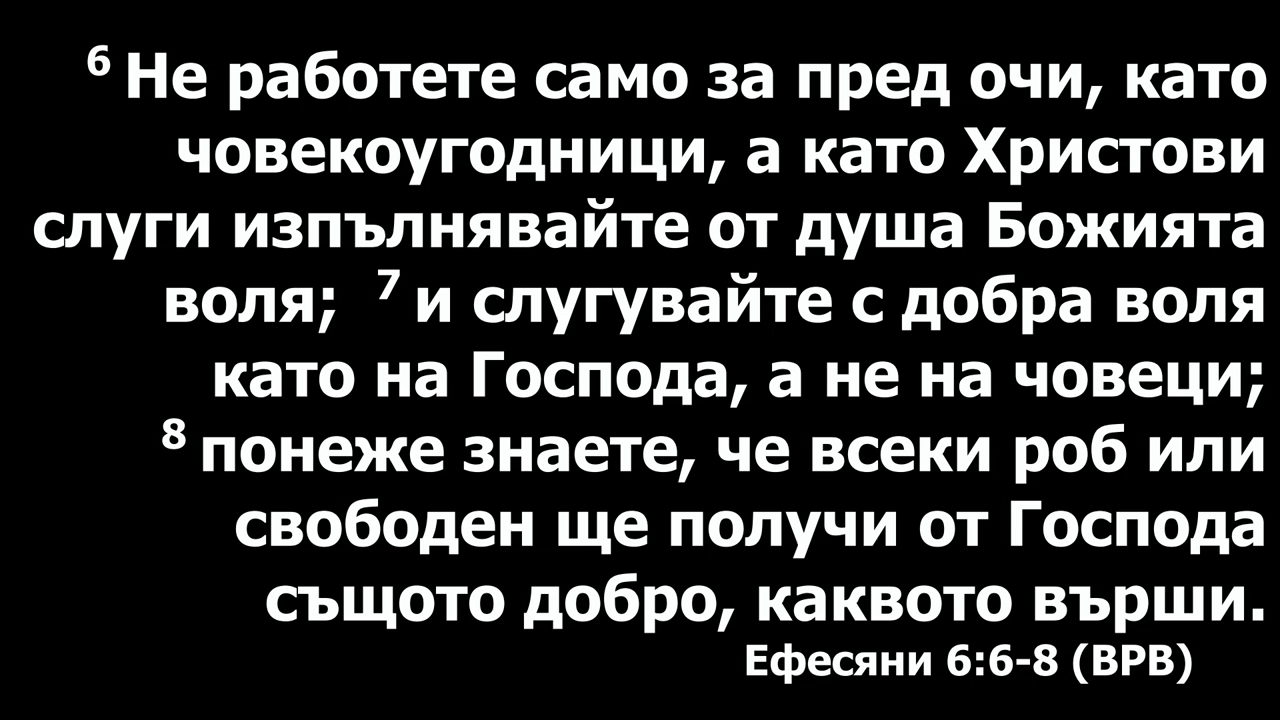 6 Не работете само за пред очи, като
човекоугодници, а като Христови
слуги изпълнявайте от душа Божията
воля; 7 и слугувайте с добра воля
като на Господа, а не на човеци;
8 понеже знаете, че всеки роб или
свободен ще получи от Господа
същото добро, каквото върши.
Ефесяни 6:6-8 (ВРВ)